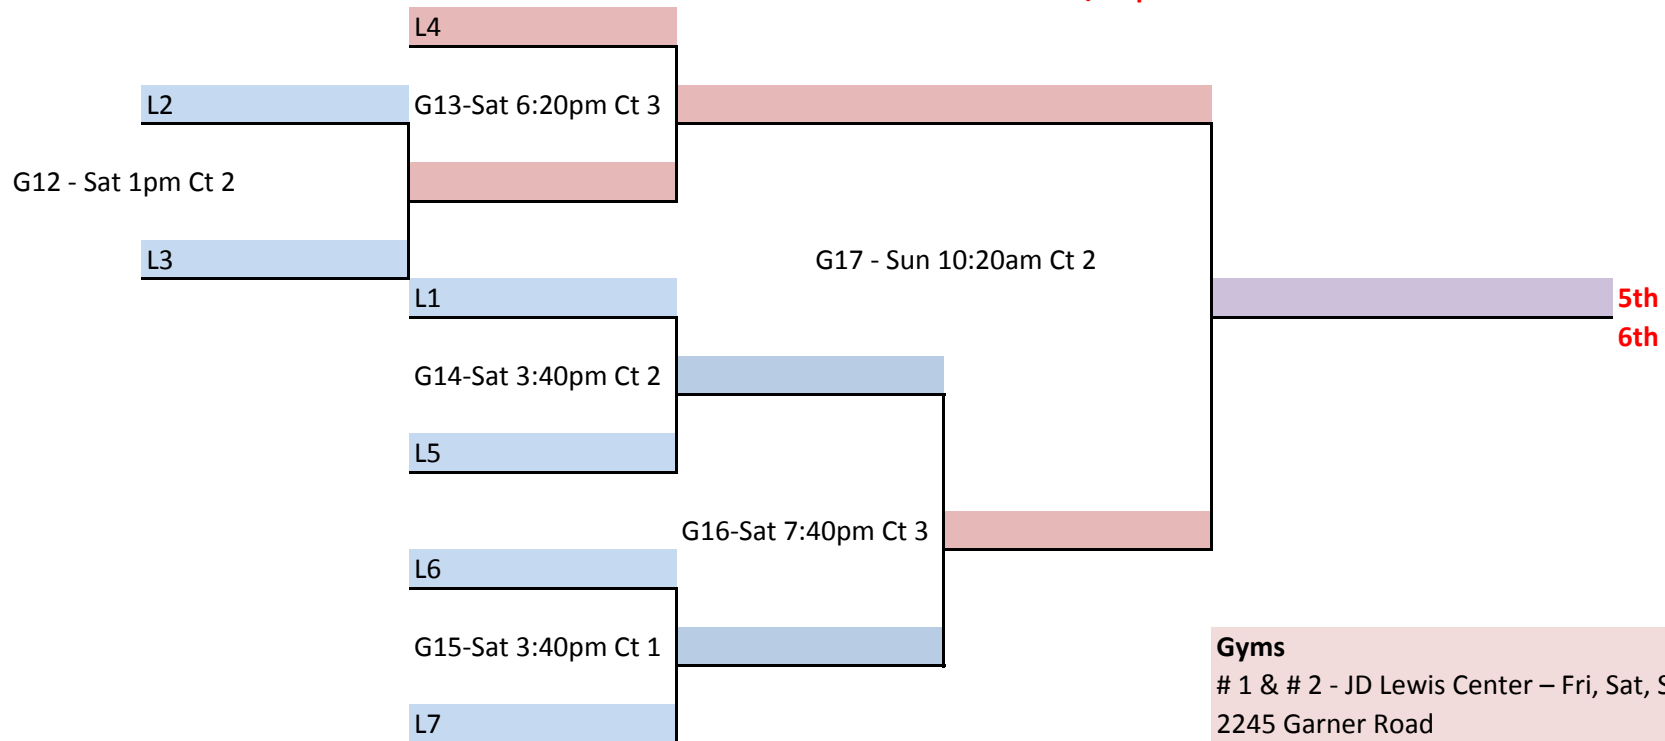 L4
L2
G13-Sat 6:20pm Ct 3
G12 - Sat 1pm Ct 2
L3
G17 - Sun 10:20am Ct 2
L1
5th
6th
G14-Sat 3:40pm Ct 2
L5
G16-Sat 7:40pm Ct 3
L6
G15-Sat 3:40pm Ct 1
Gyms
# 1 & # 2 - JD Lewis Center – Fri, Sat, S
2245 Garner Road
L7